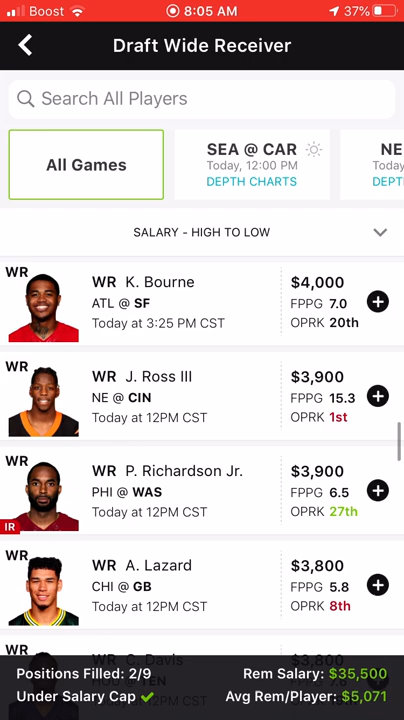 Boost 8:05 AM 37%
Draft Wide Receiver
Search All Players
All Games
SEA @ CAR
Today, 12:00 PM
DEPTH CHARTS
NE
Today
DEPT
SALARY - HIGH TO LOW
WR
WR K. Bourne
ATL @ SF
Today at 3:25 PM CST
$4,000
FPPG 7.0
OPRK 20th
WR
WR J. Ross III
NE @ CIN
Today at 12PM CST
$3,900
FPPG 15.3
OPRK 1st
WR
IR
WR P. Richardson Jr.
PHI @ WAS
Today at 12PM CST
$3,900
FPPG 6.5
OPRK 27th
WR
WR A. Lazard
CHI @ GB
Today at 12PM CST
$3,800
FPPG 5.8
OPRK 8th
WR
WR C. Davis
HOU @ TEN
$3,800
Positions Filled: 2/9
Under Salary Cap
Rem Salary: $35,500
Avg Rem/Player: $5,071